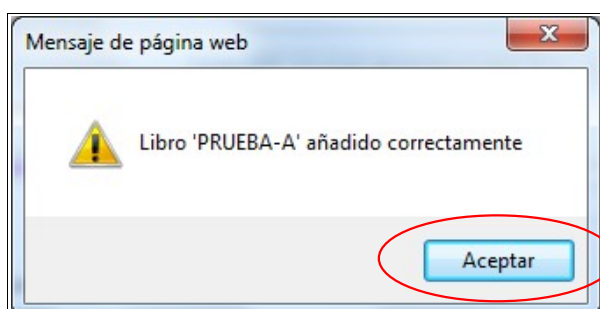 Mensaje de página web
Libro 'PRUEBA-A' añadido correctamente
Aceptar